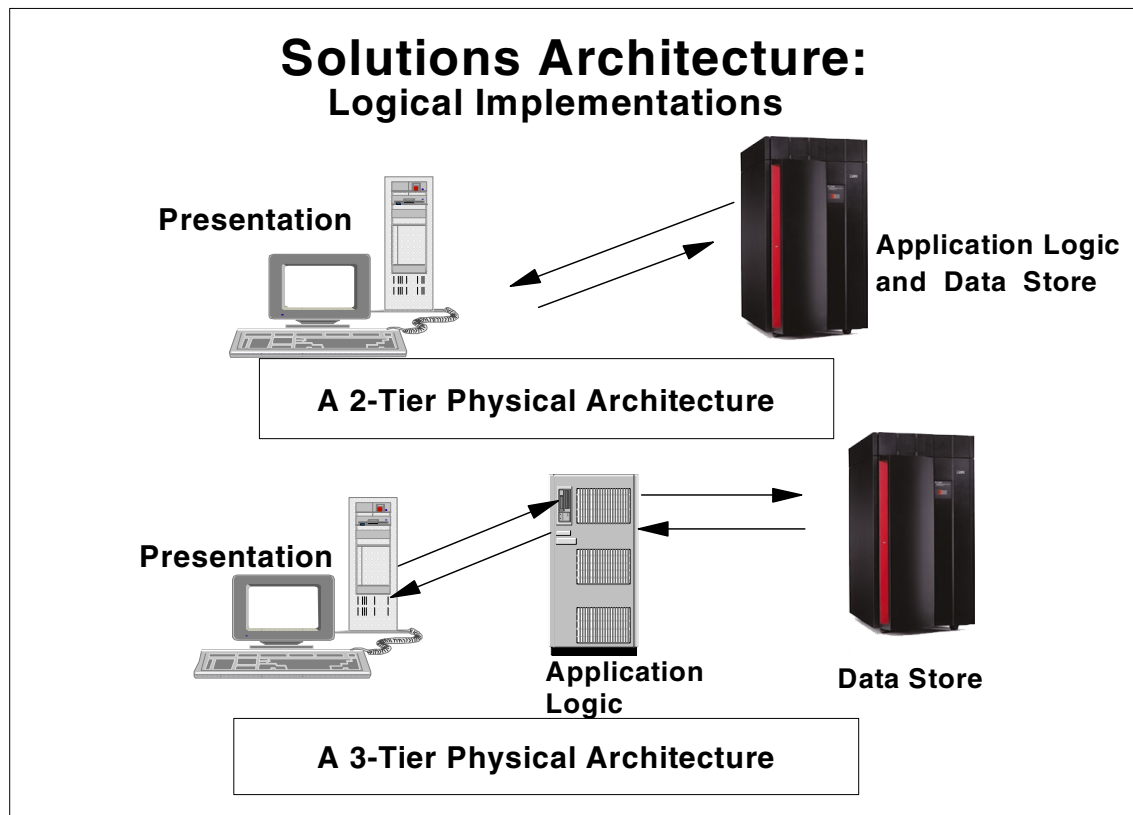 Solutions Architecture:
Logical Implementations
Presentation
Application Logic
and Data Store
A 2-Tier Physical Architecture
Presentation
Application
Logic
Data Store
A 3-Tier Physical Architecture